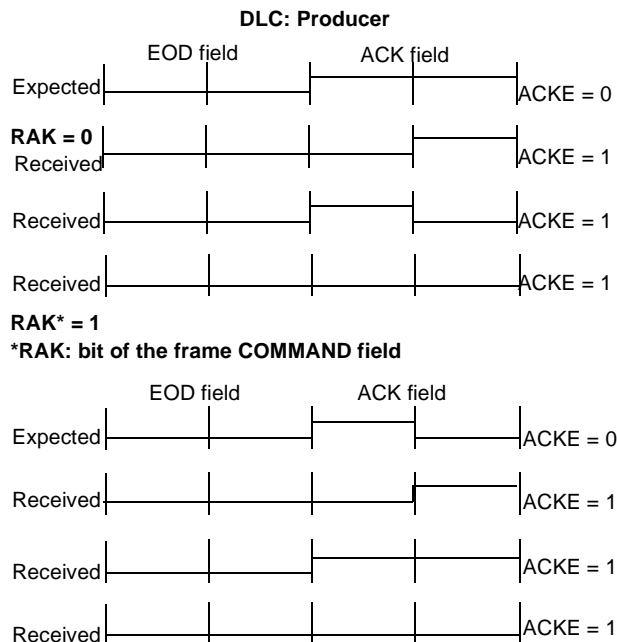 DLC: Producer
EOD field ACK field
Expected ACKE = 0
RAK = 0
Received ACKE = 1
Received ACKE = 1
Received ACKE = 1
RAK* = 1
*RAK: bit of the frame COMMAND field
EOD field ACK field
Expected ACKE = 0
Received ACKE = 1
Received ACKE = 1
Received ACKE = 1